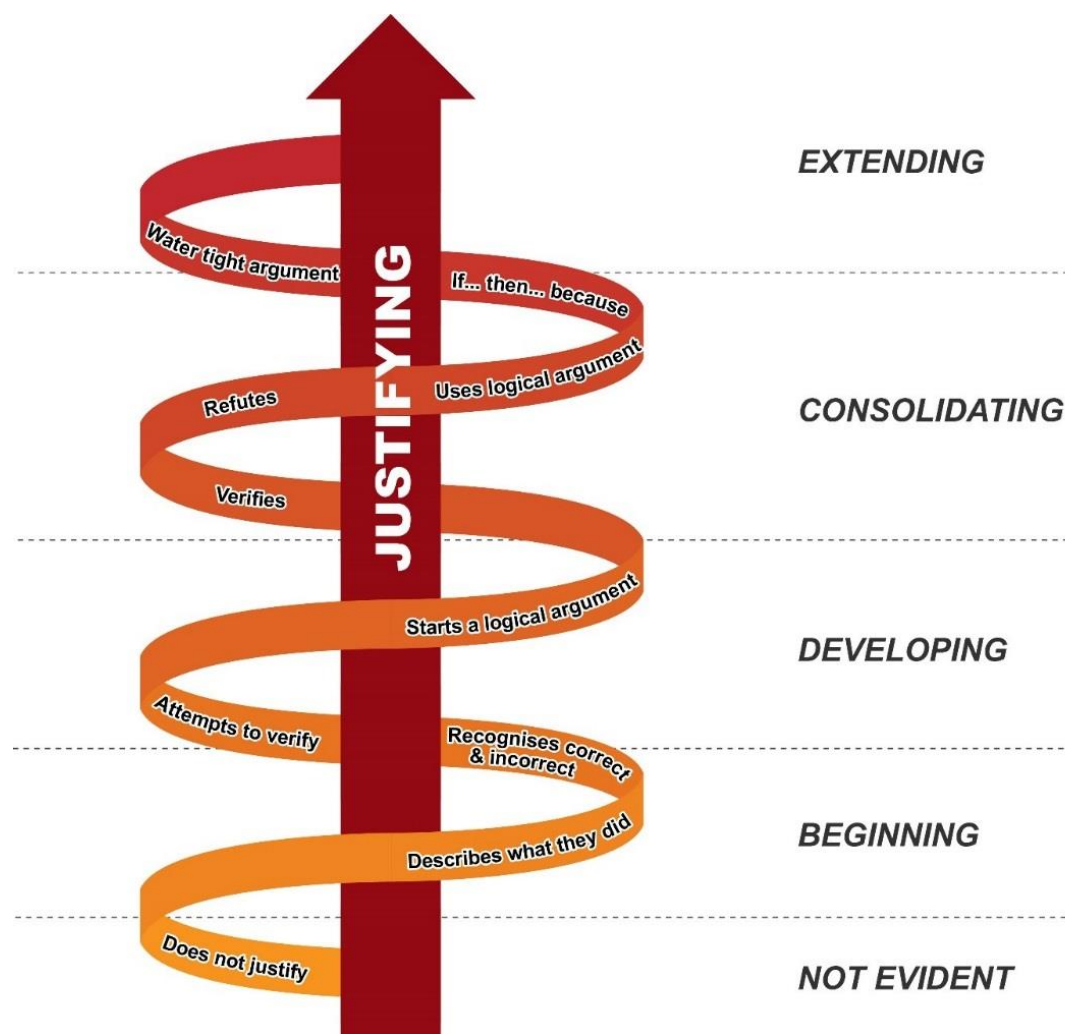 EXTENDING
Water tight argument
If... then... because
JUSTIFYING
Uses logical argument
Refutes
CONSOLIDATING
Verifies
Starts a logical argument
DEVELOPING
Attempts to verify
Recognises correct
& incorrect
BEGINNING
Describes what they did
Does not justify
NOT EVIDENT